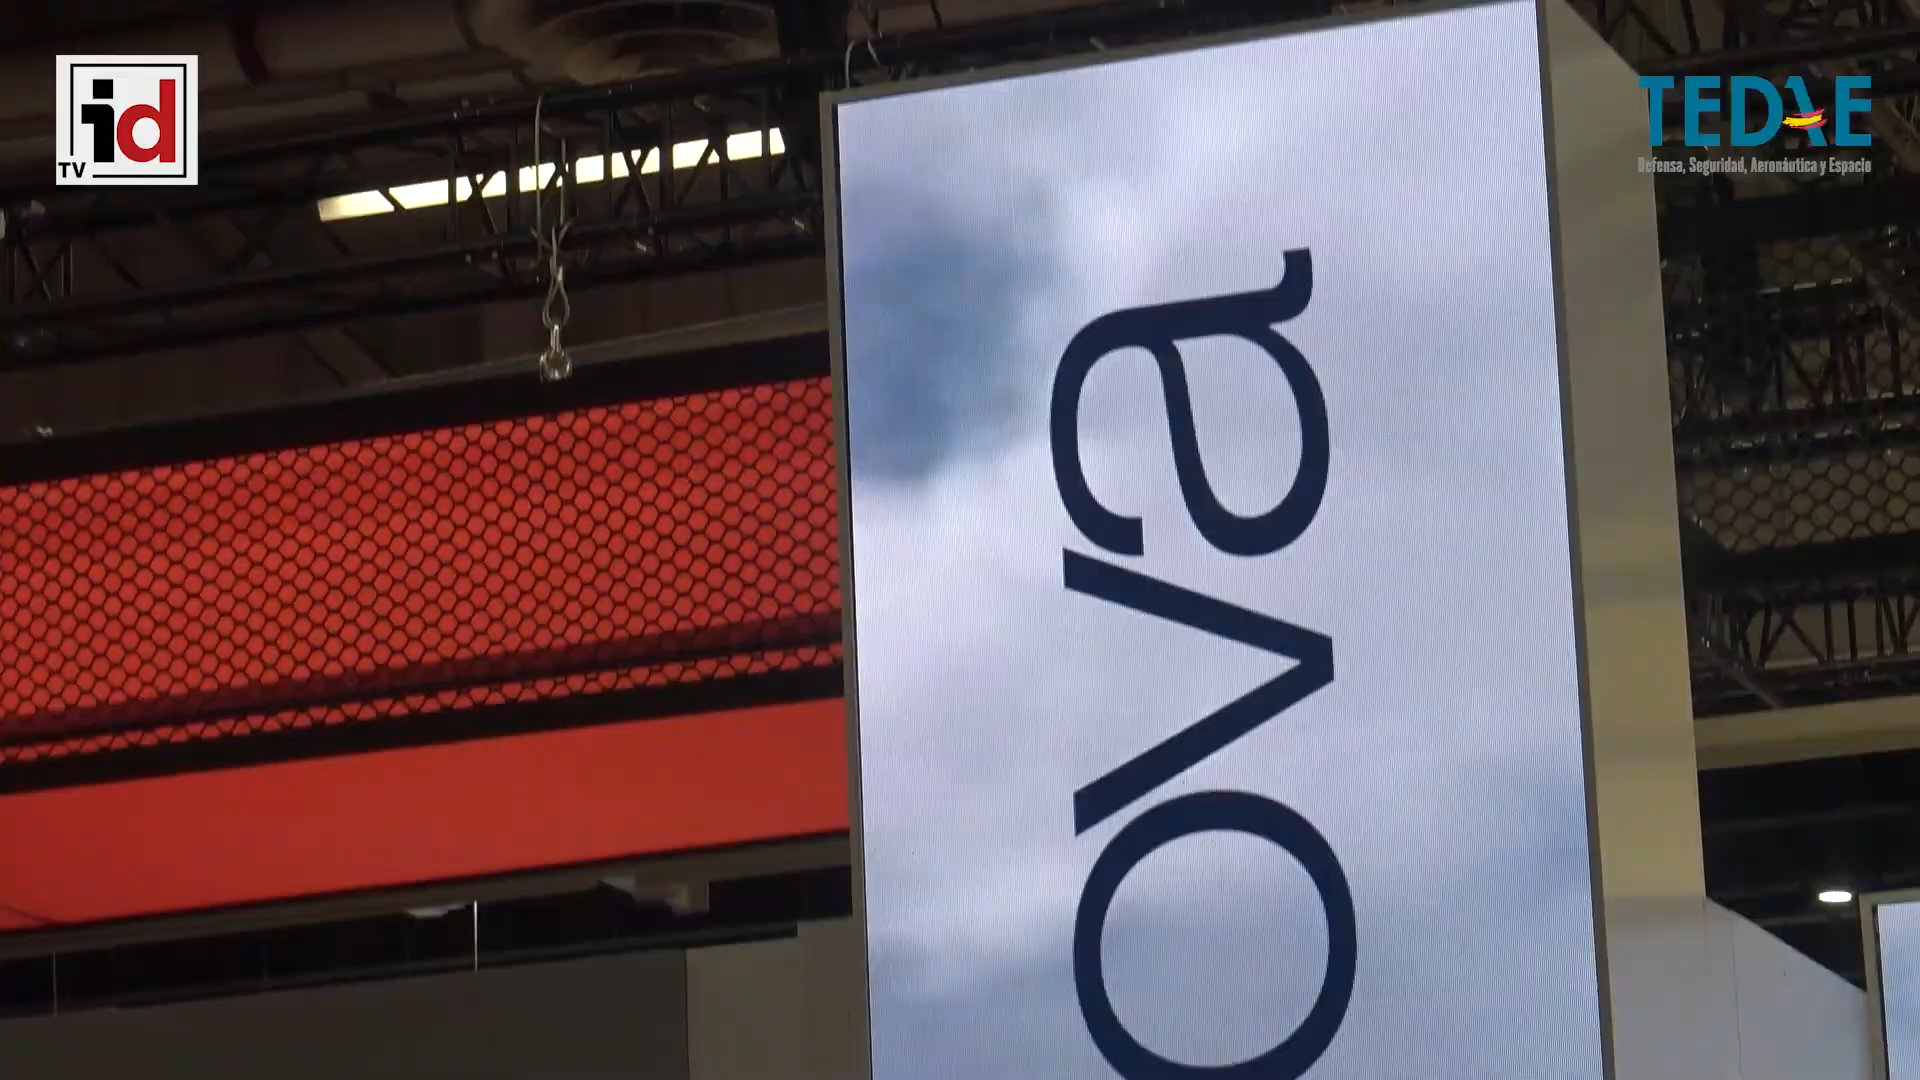 id
TV
TEDAE
Defensa, Seguridad, Aeronáutica y Espacio
ova